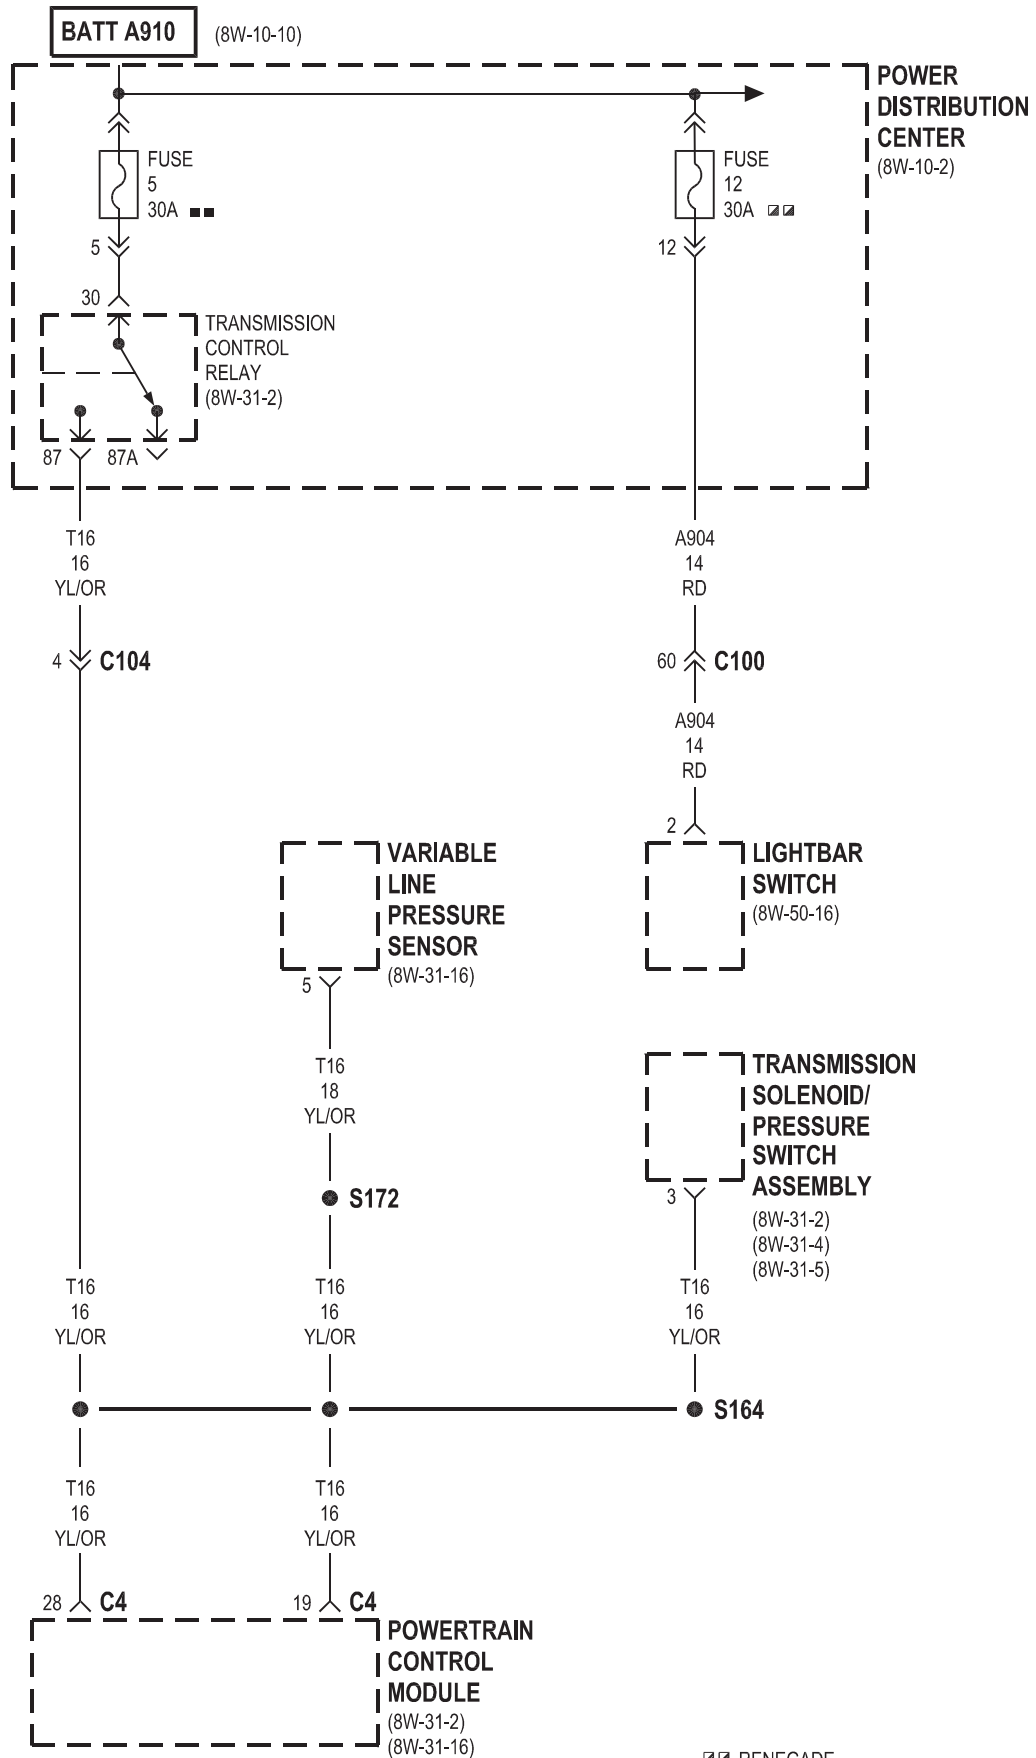 BATT A910 (8W-10-10)
POWER
DISTRIBUTION
CENTER
(8W-10-2)
FUSE
5
30A
5
FUSE
12
30A
12
30
TRANSMISSION
CONTROL
RELAY
(8W-31-2)
87 87A
T16
16
YL/OR
A904
14
RD
4 C104
60 C100
A904
14
RD
2
VARIABLE
LINE
PRESSURE
SENSOR
(8W-31-16)
5
LIGHTBAR
SWITCH
(8W-50-16)
T16
18
YL/OR
S172
TRANSMISSION
SOLENOID/
PRESSURE
SWITCH
ASSEMBLY
(8W-31-2)
(8W-31-4)
(8W-31-5)
3
T16
16
YL/OR
T16
16
YL/OR
T16
16
YL/OR
S164
T16
16
YL/OR
T16
16
YL/OR
28 C4
19 C4
POWERTRAIN
CONTROL
MODULE
(8W-31-2)
(8W-31-16)
RENEGADE